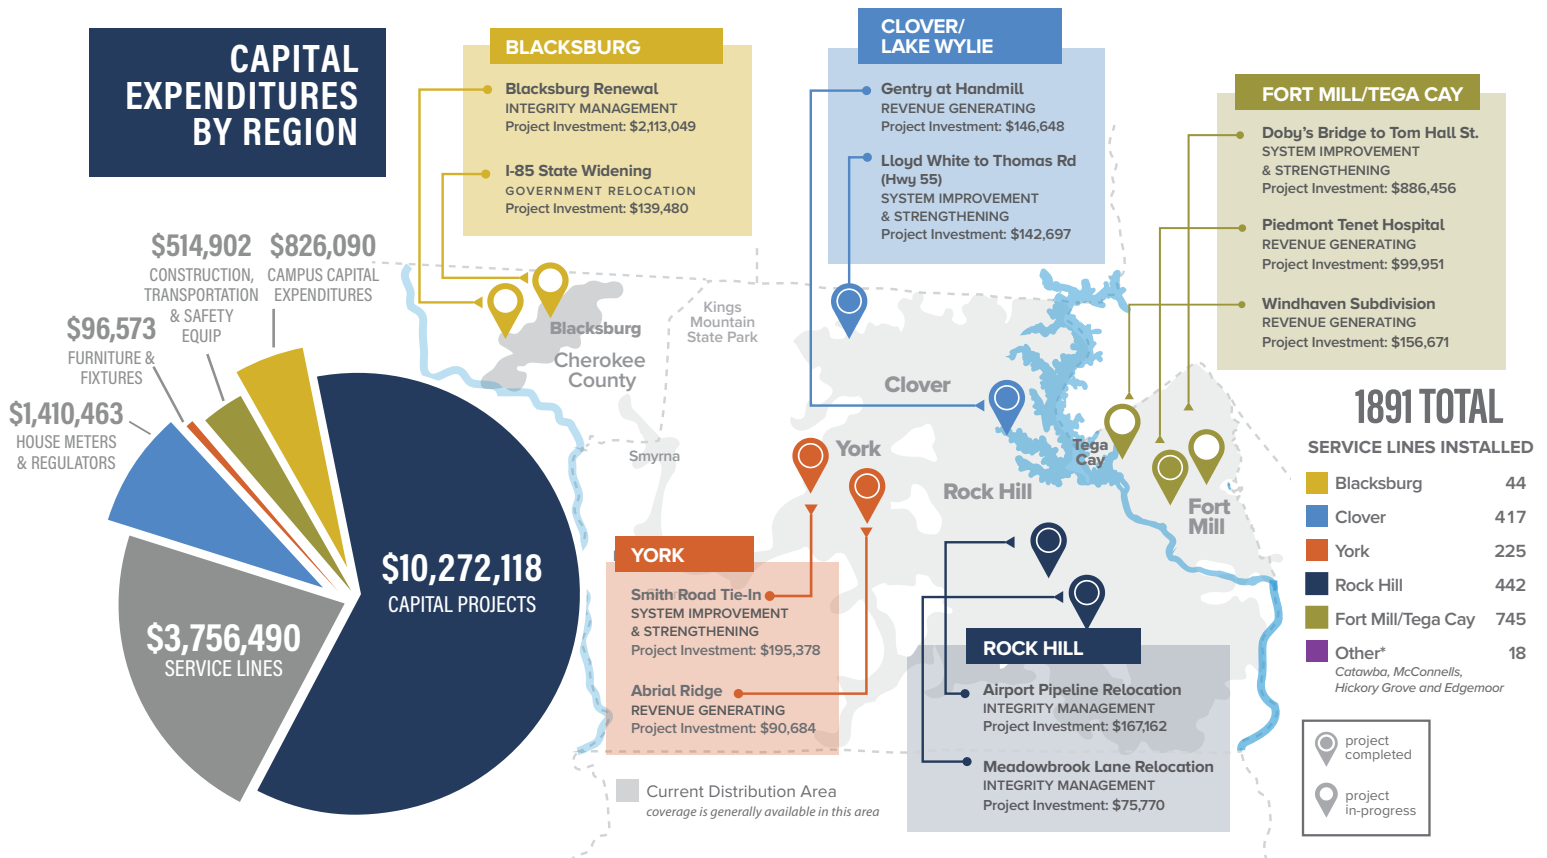 CAPITAL
EXPENDITURES
BY REGION
$514,902
CONSTRUCTION,
TRANSPORTATION
& SAFETY
EQUIP
$826,090
CAMPUS CAPITAL
EXPENDITURES
$96,573
FURNITURE &
FIXTURES
$1,410,463
HOUSE METERS
& REGULATORS
$10,272,118
CAPITAL PROJECTS
$3,756,490
SERVICE LINES
BLACKSBURG
Blacksburg Renewal
INTEGRITY MANAGEMENT
Project Investment: $2,113,049
I-85 State Widening
GOVERNMENT RELOCATION
Project Investment: $139,480
CLOVER/
LAKE WYLIE
Gentry at Handmill
REVENUE GENERATING
Project Investment: $146,648
Lloyd White to Thomas Rd
(Hwy 55)
SYSTEM IMPROVEMENT
& STRENGTHENING
Project Investment: $142,697
FORT MILL/TEGA CAY
Doby's Bridge to Tom Hall St.
SYSTEM IMPROVEMENT
& STRENGTHENING
Project Investment: $886,456
Piedmont Tenet Hospital
REVENUE GENERATING
Project Investment: $99,951
Windhaven Subdivision
REVENUE GENERATING
Project Investment: $156,671
Blacksburg
Cherokee
County
Kings
Mountain
State Park
Smyrna
Clover
York
Rock Hill
Tega
Cay
Fort
Mill
YORK
Smith Road Tie-In
SYSTEM IMPROVEMENT
& STRENGTHENING
Project Investment: $195,378
Abrial Ridge
REVENUE GENERATING
Project Investment: $90,684
ROCK HILL
Airport Pipeline Relocation
INTEGRITY MANAGEMENT
Project Investment: $167,162
Meadowbrook Lane Relocation
INTEGRITY MANAGEMENT
Project Investment: $75,770
Current Distribution Area
coverage is generally available in this area
1891 TOTAL
SERVICE LINES INSTALLED
Blacksburg 44
Clover 417
York 225
Rock Hill 442
Fort Mill/Tega Cay 745
Other* 18
Catawba, McConnells,
Hickory Grove and Edgemoor
project
completed
project
in-progress